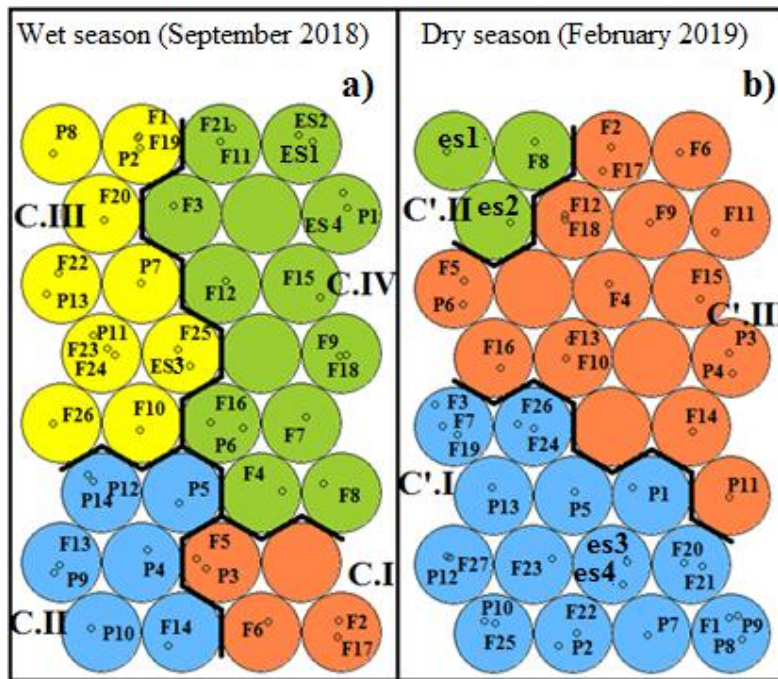 Wet season (September 2018)
a)
P8
F1
P2
F19
F21
F11
ES2
ES1
C.III
F20
F3
ES4
P1
F22
P13
P7
F12
F15
C.IV
P11
F23
F24
F25
ES3
F9
F18
F26
F10
F16
P6
F7
P12
P14
P5
F4
F8
F13
P9
P4
F5
P3
C.I
C.II
P10
F14
F6
F2
F17
Dry season (February 2019)
b)
es1
F8
F2
F17
F6
C'.II
es2
F12
F18
F9
F11
F5
P6
F4
F15
C'.III
F16
F13
F10
P3
P4
F3
F7
F19
F26
F24
F14
C'.I
P13
P5
P1
P11
P12
F27
F23
es3
es4
F20
F21
P10
F25
F22
P2
P7
F1
P9
P8